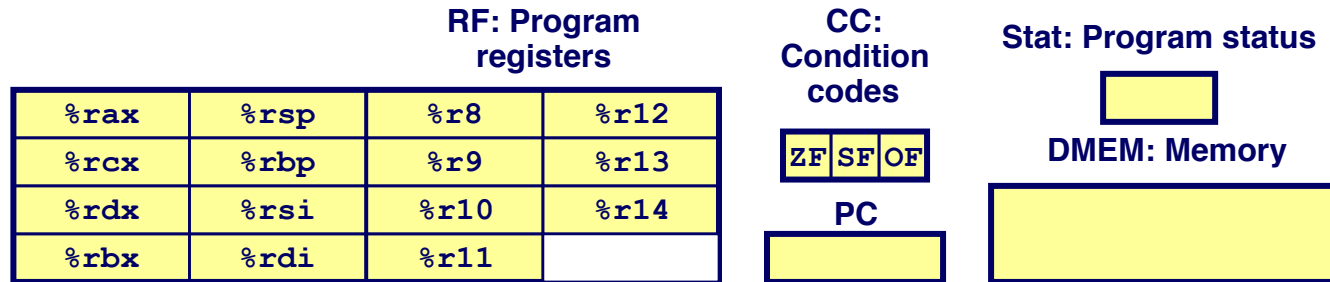 RF: Program
registers
%rax %rsp %r8 %r12
%rcx %rbp %r9 %r13
%rdx %rsi %r10 %r14
%rbx %rdi %r11
CC:
Condition
codes
ZF SF OF
PC
Stat: Program status
DMEM: Memory